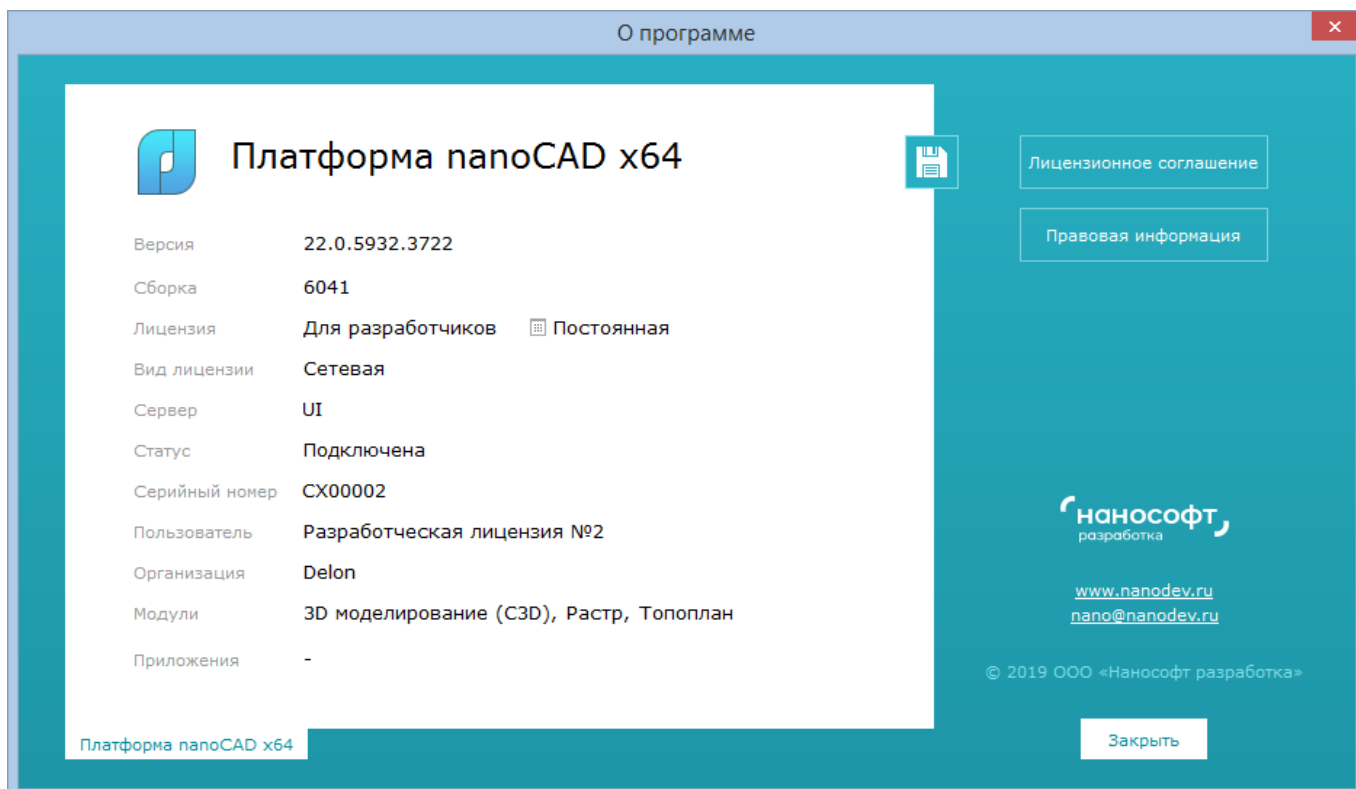 О программе
Платформа nanoCAD x64
Лицензионное соглашение
Правовая информация
Версия 22.0.5932.3722
Сборка 6041
Лицензия Для разработчиков Постоянная
Вид лицензии Сетевая
Сервер UI
Статус Подключена
Серийный номер CX00002
Пользователь Разработческая лицензия №2
Организация Delon
Модули 3D моделирование (C3D), Растр, Топоплан
Приложения -
нанософт
разработка
www.nanodev.ru
nano@nanodev.ru
© 2019 ООО «Нанософт разработка»
Платформа nanoCAD x64
Закрыть